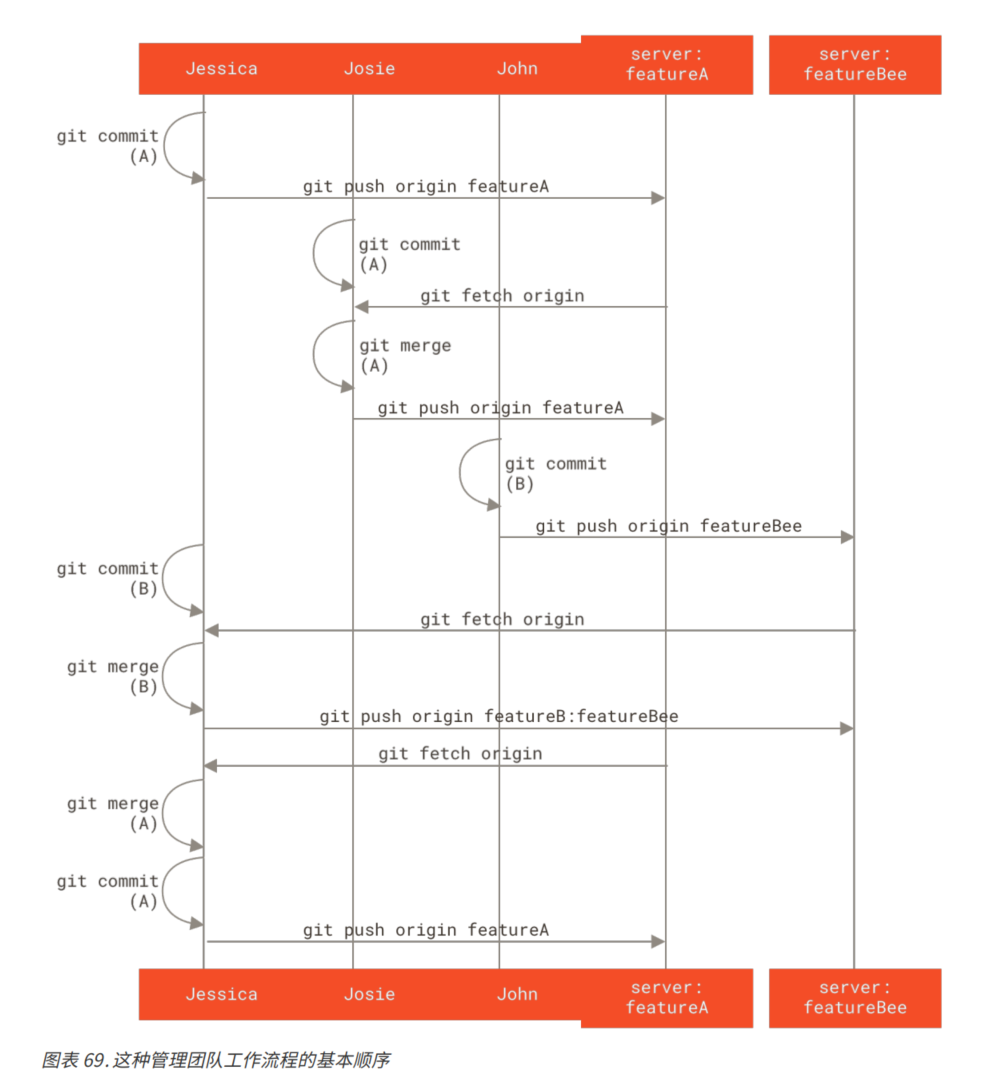 Jessica
Josie
John
server:
featureA
server:
featureBee
git commit
(A)
git push origin featureA
git commit
(A)
git fetch origin
git merge
(A)
git push origin featureA
git commit
(B)
git push origin featureBee
git commit
(B)
git fetch origin
git merge
(B)
git push origin featureB:featureBee
git fetch origin
git merge
(A)
git commit
(A)
git push origin featureA
Jessica
Josie
John
server:
featureA
server:
featureBee
图表 69. 这种管理团队工作流程的基本顺序